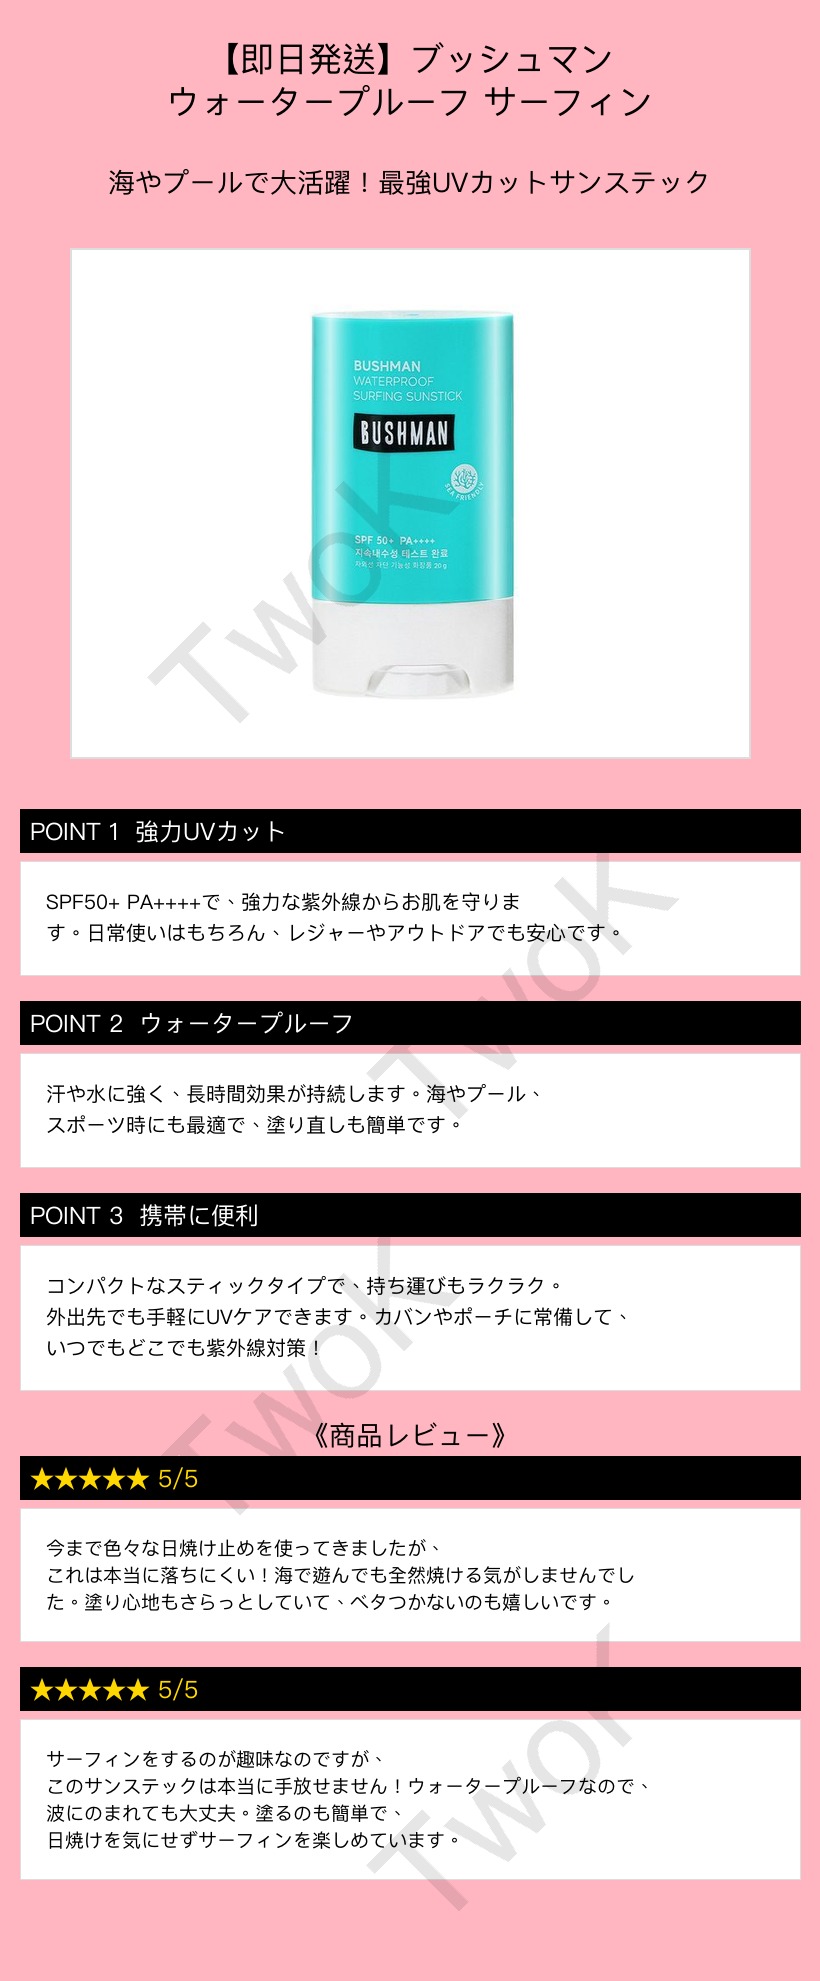 【即日発送】ブッシュマン
ウォータープルーフ サーフィン
海やプールで大活躍！最強UVカットサンステック
BUSHMAN
WATERPROOF
SURFING SUNSTICK
BUSHMAN
SEA FRIENDLY
SPF 50+ PA++++
지속내수성 테스트 완료
자외선 차단 기능성 화장품 20g
TwoK
POINT 1 強力UVカット
SPF50+ PA++++で、強力な紫外線からお肌を守りま
す。日常使いはもちろん、レジャーやアウトドアでも安心です。
TwoK
POINT 2 ウォータープルーフ
汗や水に強く、長時間効果が持続します。海やプール、
スポーツ時にも最適で、塗り直しも簡単です。
POINT 3 携帯に便利
コンパクトなスティックタイプで、持ち運びもラクラク。
外出先でも手軽にUVケアできます。カバンやポーチに常備して、
いつでもどこでも紫外線対策！
TwoK
《商品レビュー》
★★★★★ 5/5
今まで色々な日焼け止めを使ってきましたが、
これは本当に落ちにくい！海で遊んでも全然焼ける気がしませんでし
た。塗り心地もさらっとしていて、ベタつかないのも嬉しいです。
★★★★★ 5/5
サーフィンをするのが趣味なのですが、
このサンステックは本当に手放せません！ウォータープルーフなので、
波にのまれても大丈夫。塗るのも簡単で、
日焼けを気にせずサーフィンを楽しめています。
TwoK